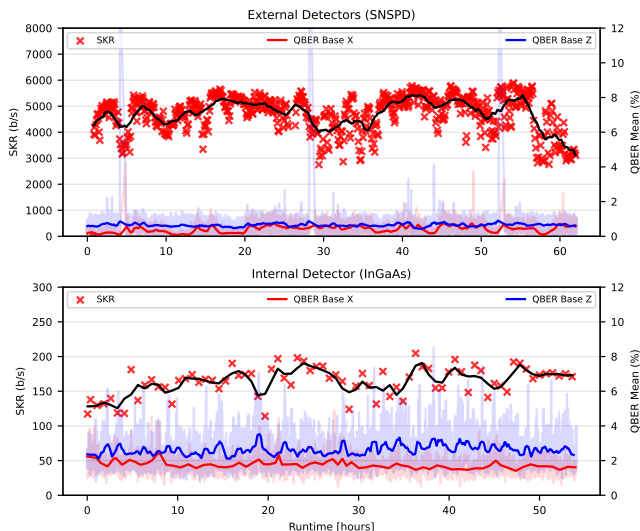 External Detectors (SNSPD)
SKR QBER Base X QBER Base Z
SKR (b/s)
QBER Mean (%)
8000
7000
6000
5000
4000
3000
2000
1000
0
12
10
8
6
4
2
0
0 10 20 30 40 50 60
Internal Detector (InGaAs)
SKR QBER Base X QBER Base Z
SKR (b/s)
QBER Mean (%)
300
250
200
150
100
50
0
12
10
8
6
4
2
0
0 10 20 30 40 50
Runtime [hours]